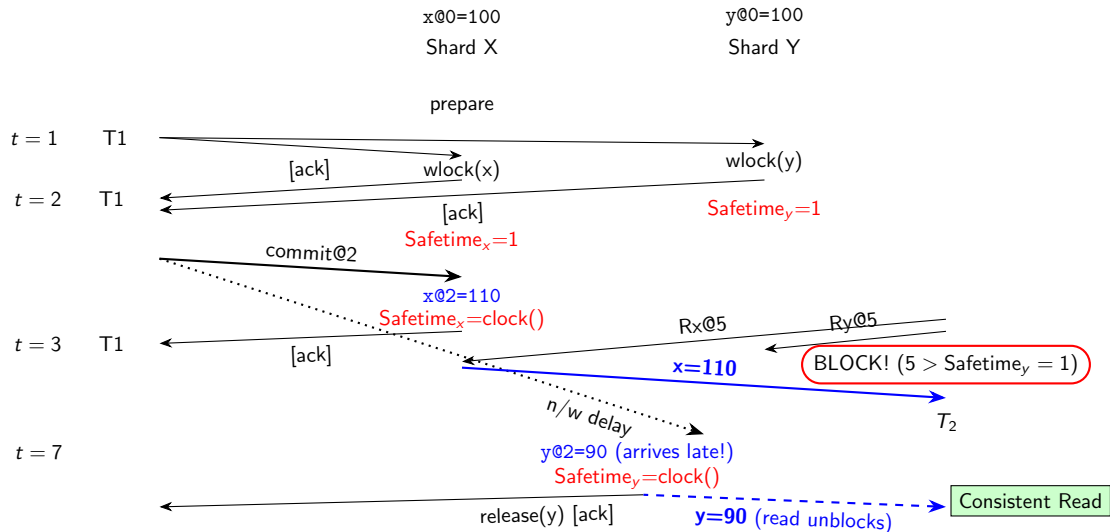 x@0=100 y@0=100
Shard X Shard Y
prepare
t = 1 T1
[ack] wlock(x) wlock(y)
t = 2 T1
[ack] Safetime_y=1
Safetime_x=1
commit@2
x@2=110
Safetime_x=clock()
Rx@5 Ry@5
t = 3 T1
[ack]
BLOCK! (5 > Safetime_y = 1)
x=110
n/w delay
T_2
t = 7
y@2=90 (arrives late!)
Safetime_y=clock()
release(y) [ack]
y=90 (read unblocks)
Consistent Read